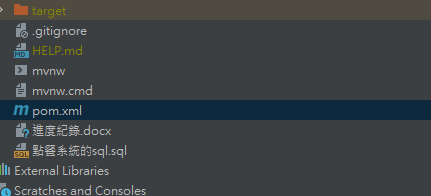 target
.gitignore
HELP.md
mvnw
mvnw.cmd
pom.xml
進度紀錄.docx
點餐系統的sql.sql
External Libraries
Scratches and Consoles